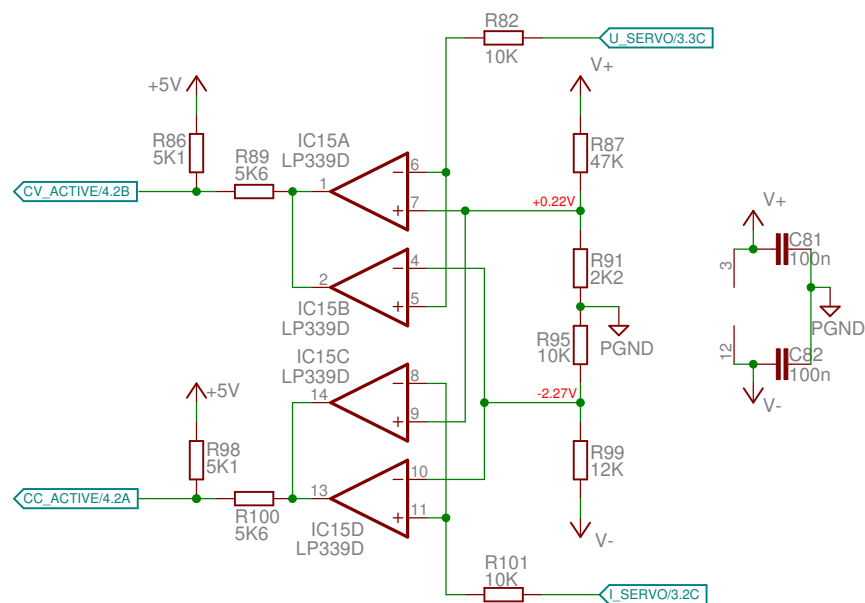 R82
10K
U_SERVO/3.3C
V+
+5V
R86
5K1
R89
5K6
IC15A
LP339D
R87
47K
CV_ACTIVE/4.2B
1
6
7
+0.22V
V+
C81
100n
3
IC15B
LP339D
2
4
5
R91
2K2
PGND
R95
10K
PGND
12
C82
100n
V-
IC15C
LP339D
14
8
9
-2.27V
+5V
R98
5K1
R99
12K
CC_ACTIVE/4.2A
R100
5K6
13
10
11
IC15D
LP339D
V-
R101
10K
I_SERVO/3.2C